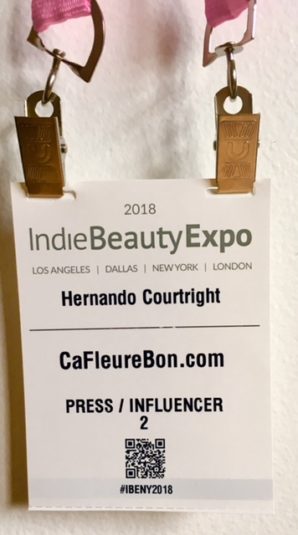 2018
IndieBeautyExpo
LOS ANGELES | DALLAS | NEW YORK | LONDON
Hernando Courtright
CaFleureBon.com
PRESS / INFLUENCER
2
#IBENY2018